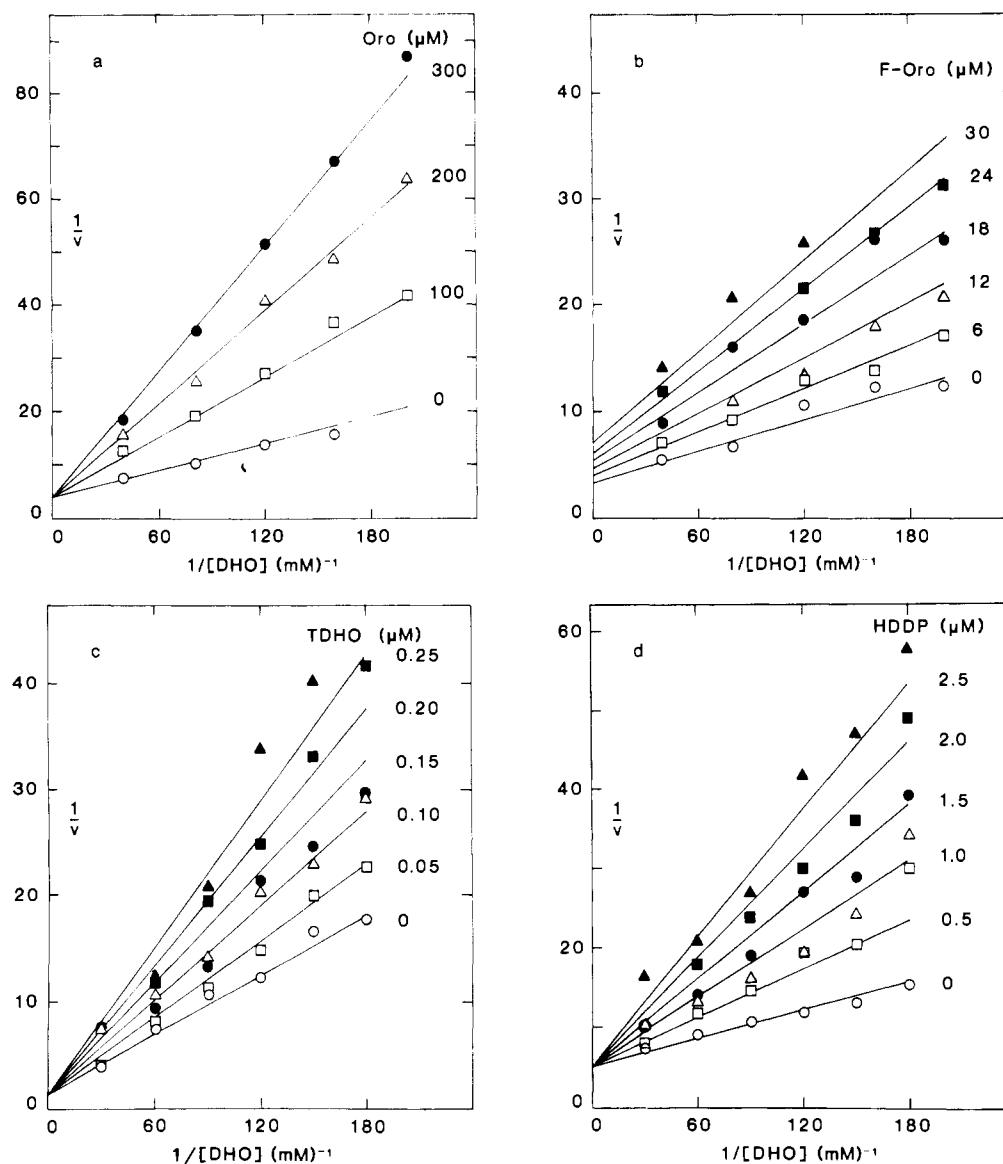 a
Oro (μM)
300
200
100
0
80
60
40
20
0
1/v
0 60 120 180
1/[DHO] (mM)⁻¹
b
F-Oro (μM)
30
24
18
12
6
0
40
30
20
10
0
1/v
0 60 120 180
1/[DHO] (mM)⁻¹
c
TDHO (μM)
0.25
0.20
0.15
0.10
0.05
0
40
30
20
10
0
1/v
0 60 120 180
1/[DHO] (mM)⁻¹
d
HDDP (μM)
2.5
2.0
1.5
1.0
0.5
0
60
40
20
0
1/v
0 60 120 180
1/[DHO] (mM)⁻¹